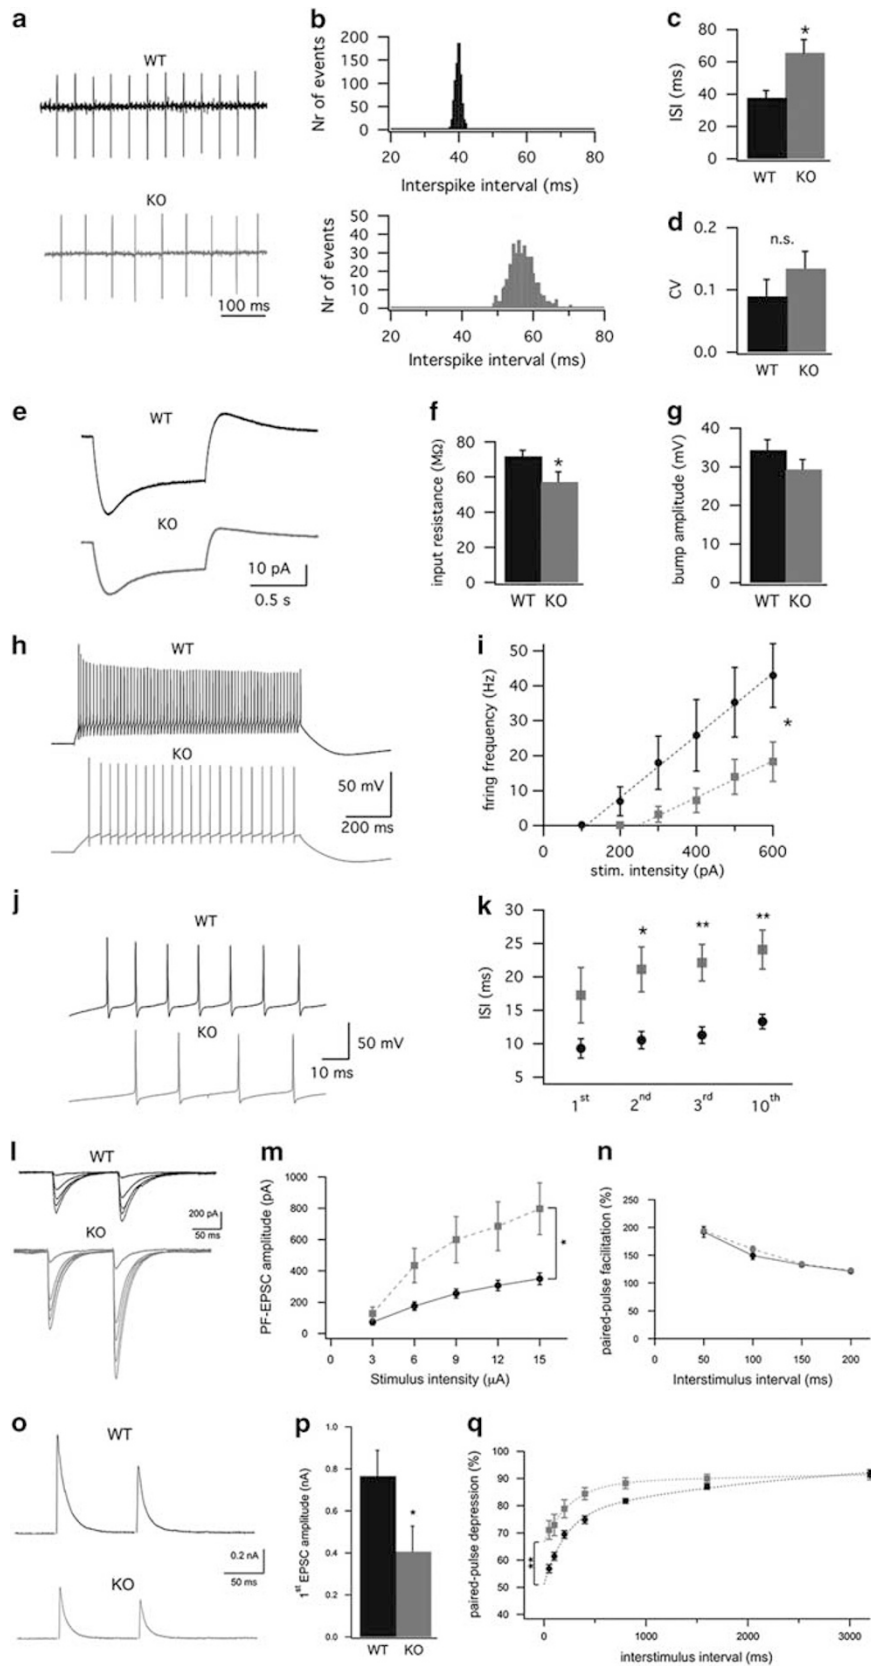 a
WT
KO
100 ms
b
200
150
100
50
0
Nr of events
20 40 60 80
Interspike interval (ms)
50
40
30
20
10
0
Nr of events
20 40 60 80
Interspike interval (ms)
c
80
60
40
20
0
ISI (ms)
*
WT KO
d
0.2
0.1
0.0
CV
n.s.
WT KO
e
WT
KO
10 pA
0.5 s
f
80
60
40
20
0
input resistance (MΩ)
*
WT KO
g
40
30
20
10
0
bump amplitude (mV)
WT KO
h
WT
KO
50 mV
200 ms
i
50
40
30
20
10
0
firing frequency (Hz)
*
0 200 400 600
stim. intensity (pA)
j
WT
KO
50 mV
10 ms
k
30
25
20
15
10
5
ISI (ms)
* ** **
1st 2nd 3rd 10th
l
WT
200 pA
50 ms
KO
m
1000
800
600
400
200
0
PF-EPSC amplitude (pA)
*
0 3 6 9 12 15
Stimulus intensity (μA)
n
250
200
150
100
50
0
paired-pulse facilitation (%)
0 50 100 150 200
Interstimulus interval (ms)
o
WT
0.2 nA
50 ms
KO
p
1.0
0.8
0.6
0.4
0.2
0.0
1st EPSC amplitude (nA)
*
WT KO
q
100
90
80
70
60
50
40
paired-pulse depression (%)
**
0 1000 2000 3000
interstimulus interval (ms)